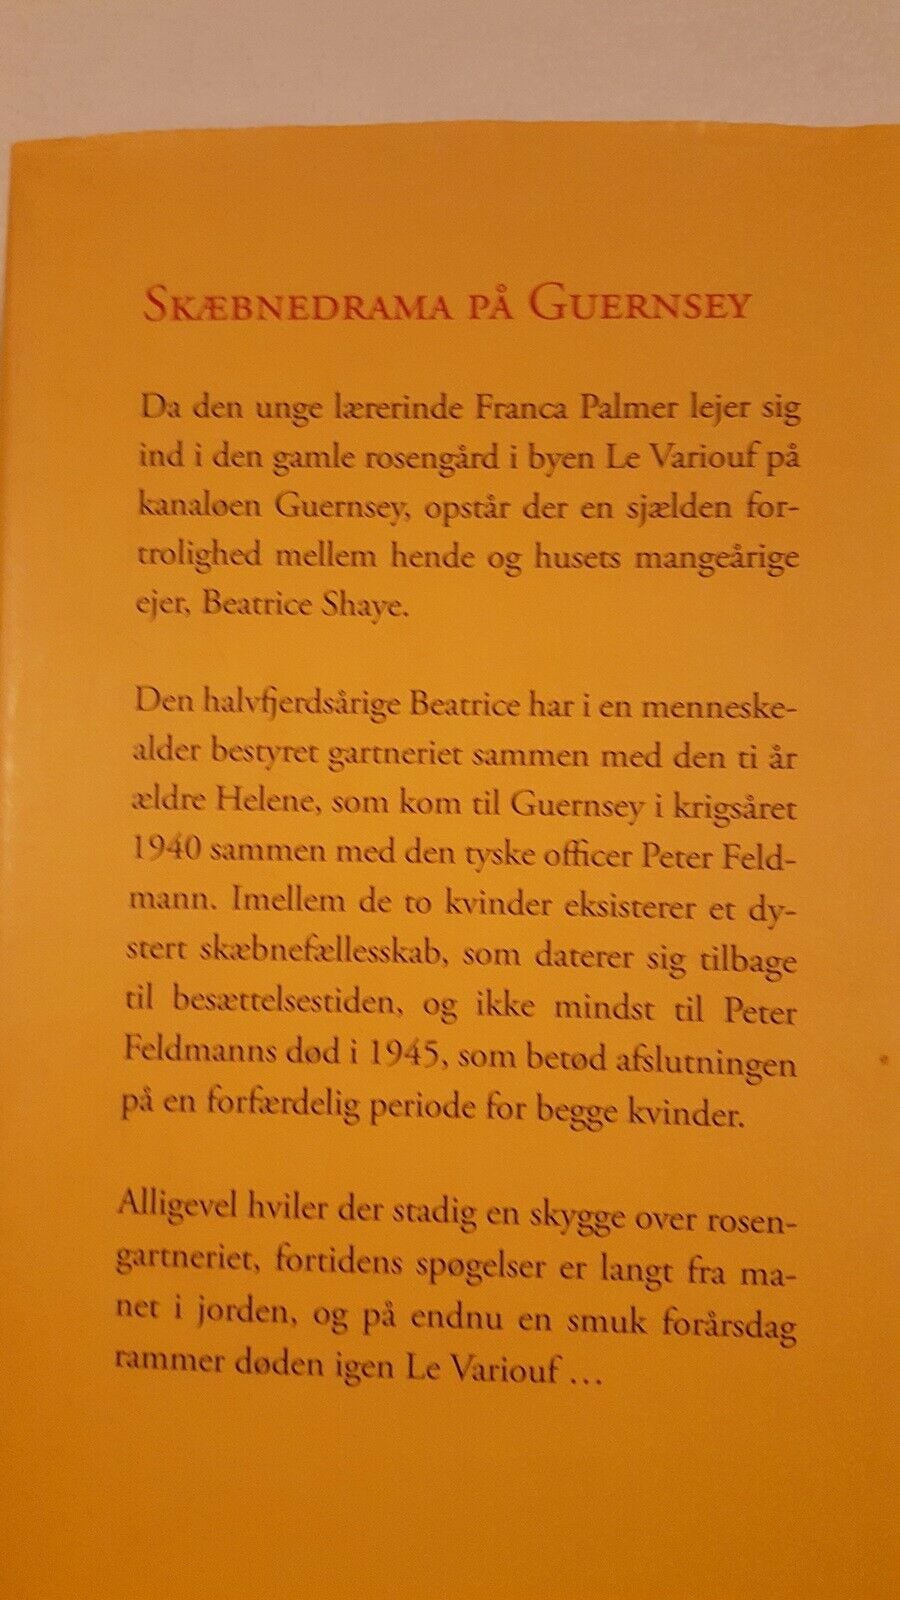 Skæbnedrama på Guernsey
Da den unge lærerinde Franca Palmer lejer sig
ind i den gamle rosengård i byen Le Variouf på
kanaløen Guernsey, opstår der en sjælden for-
trolighed mellem hende og husets mangeårige
ejer, Beatrice Shaye.
Den halvfjerdsårige Beatrice har i en menneske-
alder bestyret gartneriet sammen med den ti år
ældre Helene, som kom til Guernsey i krigsåret
1940 sammen med den tyske officer Peter Feld-
mann. Imellem de to kvinder eksisterer et dy-
stert skæbnefællesskab, som daterer sig tilbage
til besættelsestiden, og ikke mindst til Peter
Feldmanns død i 1945, som betød afslutningen
på en forfærdelig periode for begge kvinder.
Alligevel hviler der stadig en skygge over rosen-
gartneriet, fortidens spøgelser er langt fra ma-
net i jorden, og på endnu en smuk forårsdag
rammer døden igen Le Variouf …